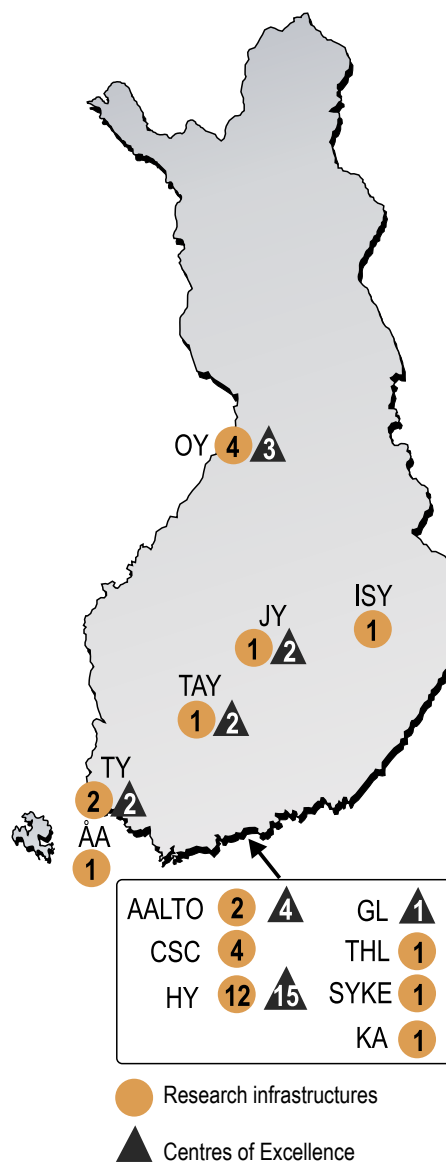 OY 4 3
ISY
1
JY
1 2
TAY
1 2
TY
2 2
ÅA
1
AALTO 2 4
CSC 4
HY 12 15
GL 1
THL 1
SYKE 1
KA 1
Research infrastructures
Centres of Excellence